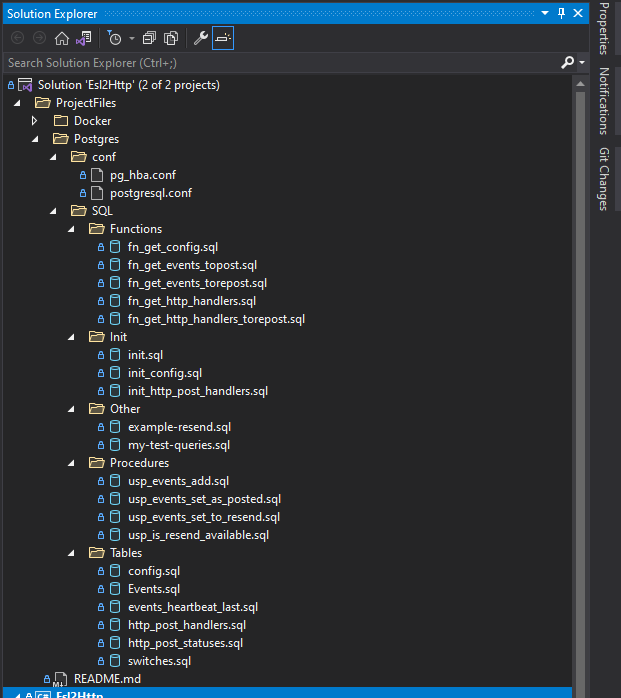 Solution Explorer
Search Solution Explorer (Ctrl+;)
Solution 'Esl2Http' (2 of 2 projects)
ProjectFiles
Docker
Postgres
conf
pg_hba.conf
postgresql.conf
SQL
Functions
fn_get_config.sql
fn_get_events_topost.sql
fn_get_events_torepost.sql
fn_get_http_handlers.sql
fn_get_http_handlers_torepost.sql
Init
init.sql
init_config.sql
init_http_post_handlers.sql
Other
example-resend.sql
my-test-queries.sql
Procedures
usp_events_add.sql
usp_events_set_as_posted.sql
usp_events_set_to_resend.sql
usp_is_resend_available.sql
Tables
config.sql
Events.sql
events_heartbeat_last.sql
http_post_handlers.sql
http_post_statuses.sql
switches.sql
README.md
Esl2Http
Properties
Notifications
Git Changes